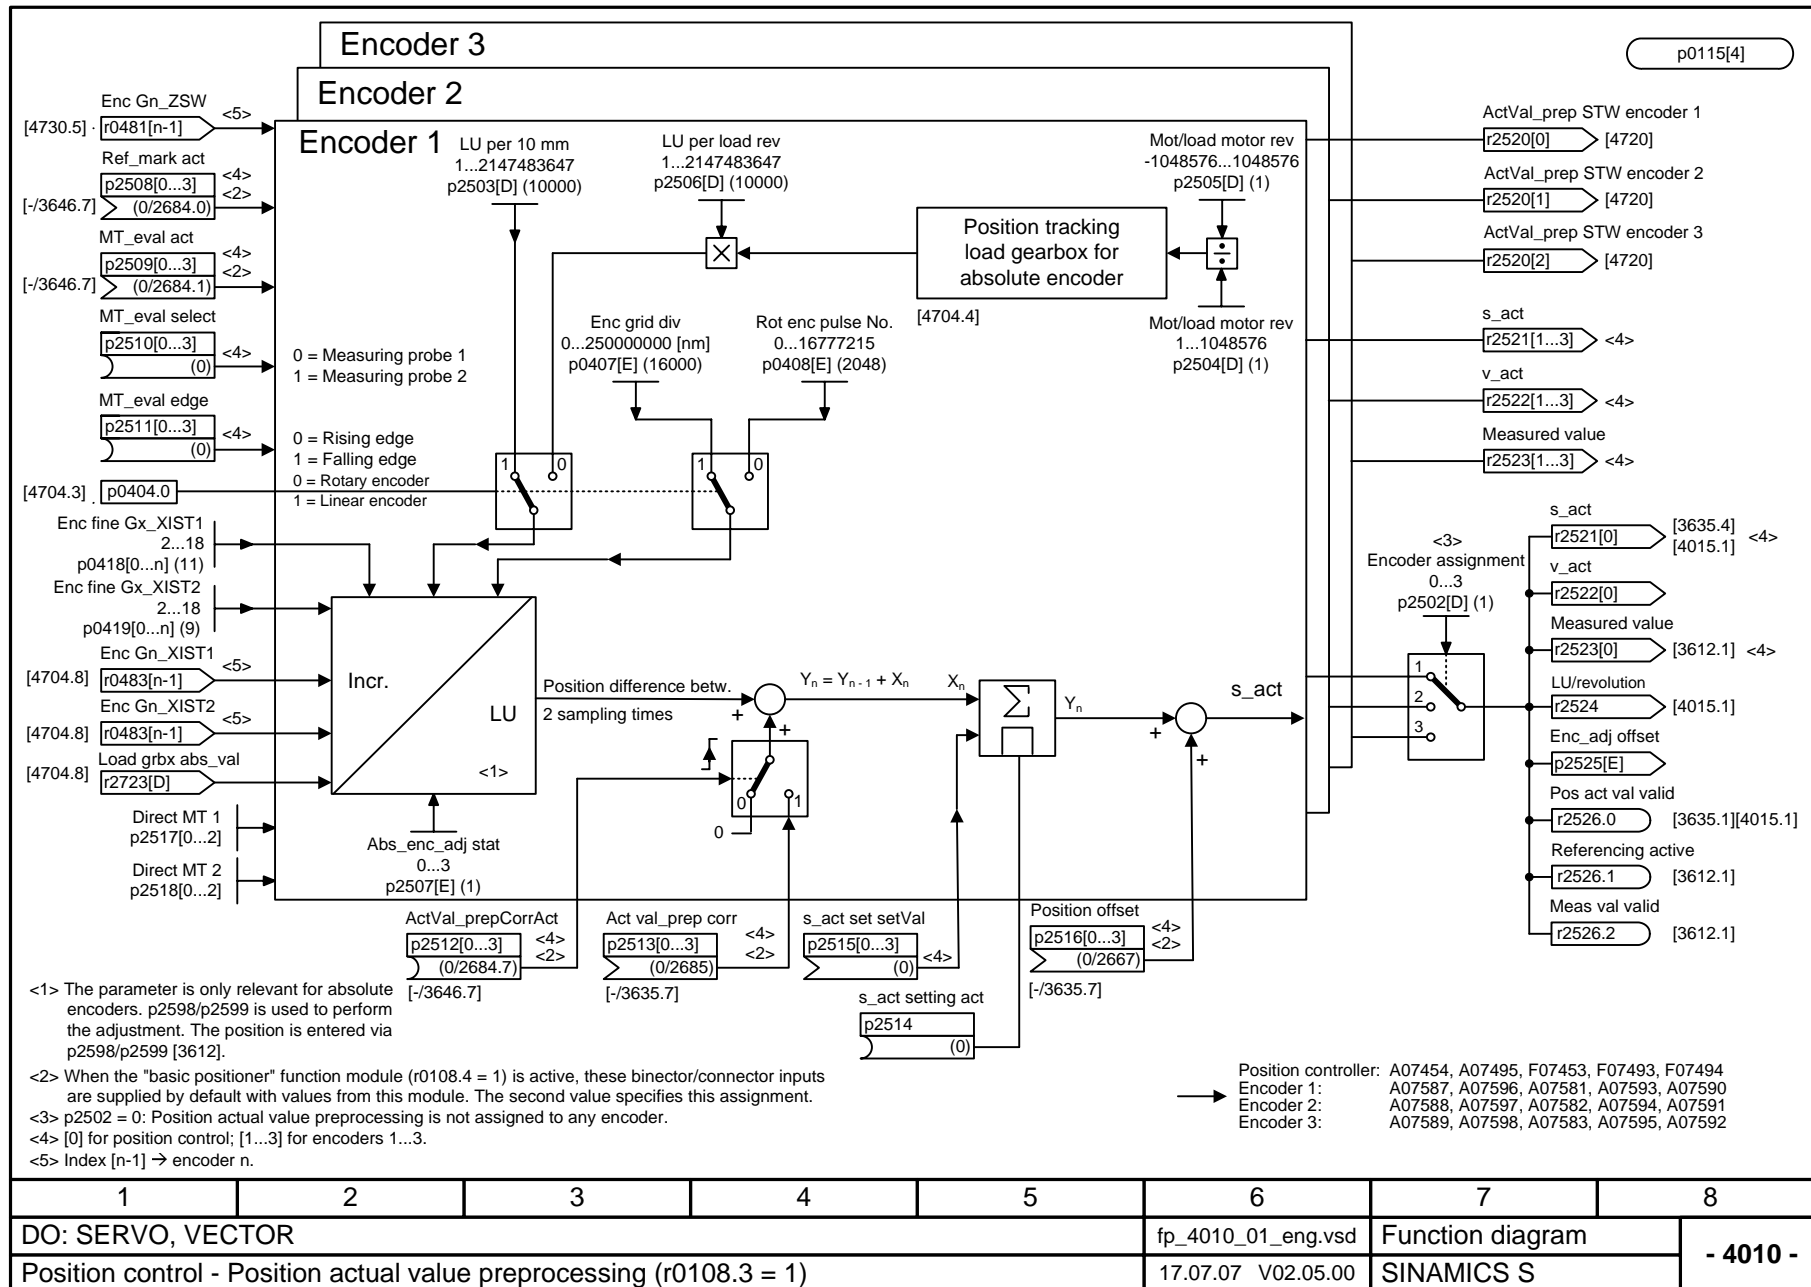 Encoder 3
p0115[4]
Encoder 2
Encoder 1
Enc Gn_ZSW
<5>
[4730.5]
r0481[n-1]
Ref_mark act
<4>
p2508[0...3]
<2>
[-/3646.7]
(0/2684.0)
MT_eval act
<4>
p2509[0...3]
<2>
[-/3646.7]
(0/2684.1)
MT_eval select
p2510[0...3]
<4>
(0)
0 = Measuring probe 1
1 = Measuring probe 2
MT_eval edge
p2511[0...3]
<4>
(0)
0 = Rising edge
1 = Falling edge
0 = Rotary encoder
1 = Linear encoder
[4704.3]
p0404.0
LU per 10 mm
1...2147483647
p2503[D] (10000)
LU per load rev
1...2147483647
p2506[D] (10000)
Position tracking
load gearbox for
absolute encoder
[4704.4]
Mot/load motor rev
-1048576...1048576
p2505[D] (1)
÷
Mot/load motor rev
1...1048576
p2504[D] (1)
Enc grid div
0...250000000 [nm]
p0407[E] (16000)
Rot enc pulse No.
0...16777215
p0408[E] (2048)
1
0
1
0
Enc fine Gx_XIST1
2...18
p0418[0...n] (11)
Enc fine Gx_XIST2
2...18
p0419[0...n] (9)
Enc Gn_XIST1
<5>
[4704.8]
r0483[n-1]
Enc Gn_XIST2
<5>
[4704.8]
r0483[n-1]
Load grbx abs_val
[4704.8]
r2723[D]
Direct MT 1
p2517[0...2]
Direct MT 2
p2518[0...2]
Incr.
LU
<1>
Abs_enc_adj stat
0...3
p2507[E] (1)
Position difference betw.
2 sampling times
+
+
0
1
0
Yn = Yn - 1 + Xn
Xn
Σ
Yn
+
+
s_act
ActVal_prepCorrAct
p2512[0...3]
<4>
<2>
(0/2684.7)
[-/3646.7]
Act val_prep corr
p2513[0...3]
<4>
<2>
(0/2685)
[-/3635.7]
s_act set setVal
p2515[0...3]
<4>
(0)
s_act setting act
p2514
(0)
Position offset
p2516[0...3]
<4>
<2>
(0/2667)
[-/3635.7]
ActVal_prep STW encoder 1
r2520[0]
[4720]
ActVal_prep STW encoder 2
r2520[1]
[4720]
ActVal_prep STW encoder 3
r2520[2]
[4720]
s_act
r2521[1...3]
<4>
v_act
r2522[1...3]
<4>
Measured value
r2523[1...3]
<4>
<3>
Encoder assignment
0...3
p2502[D] (1)
1
2
3
s_act
r2521[0]
[3635.4]
[4015.1]
<4>
v_act
r2522[0]
Measured value
r2523[0]
[3612.1] <4>
LU/revolution
r2524
[4015.1]
Enc_adj offset
p2525[E]
Pos act val valid
r2526.0
[3635.1][4015.1]
Referencing active
r2526.1
[3612.1]
Meas val valid
r2526.2
[3612.1]
<1> The parameter is only relevant for absolute
encoders. p2598/p2599 is used to perform
the adjustment. The position is entered via
p2598/p2599 [3612].
<2> When the "basic positioner" function module (r0108.4 = 1) is active, these binector/connector inputs
are supplied by default with values from this module. The second value specifies this assignment.
<3> p2502 = 0: Position actual value preprocessing is not assigned to any encoder.
<4> [0] for position control; [1...3] for encoders 1...3.
<5> Index [n-1] → encoder n.
Position controller: A07454, A07495, F07453, F07493, F07494
Encoder 1: A07587, A07596, A07581, A07593, A07590
Encoder 2: A07588, A07597, A07582, A07594, A07591
Encoder 3: A07589, A07598, A07583, A07595, A07592
1 2 3 4 5 6 7 8
DO: SERVO, VECTOR
fp_4010_01_eng.vsd
Function diagram
- 4010 -
Position control - Position actual value preprocessing (r0108.3 = 1)
17.07.07 V02.05.00
SINAMICS S